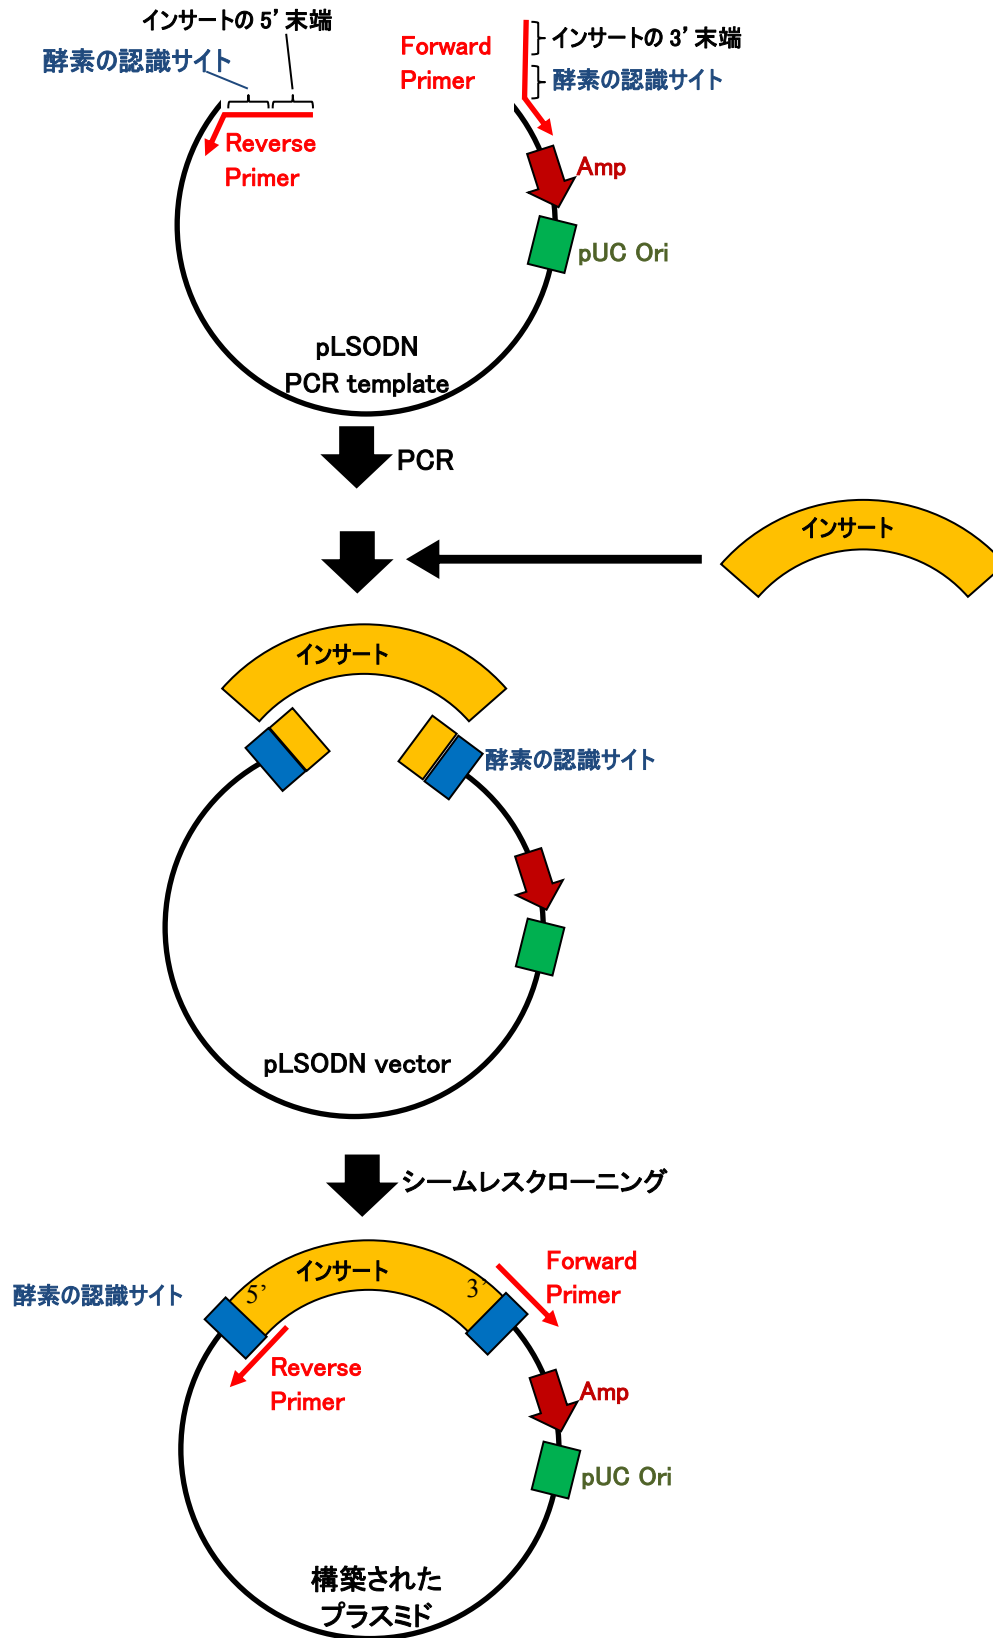 インサートの 5’ 末端
酵素の認識サイト
Forward
Primer
インサートの 3’ 末端
酵素の認識サイト
Reverse
Primer
Amp
pUC Ori
pLSODN
PCR template
PCR
インサート
インサート
酵素の認識サイト
pLSODN vector
シームレスクローニング
Forward
Primer
インサート
酵素の認識サイト
5’
3’
Reverse
Primer
Amp
pUC Ori
構築された
プラスミド